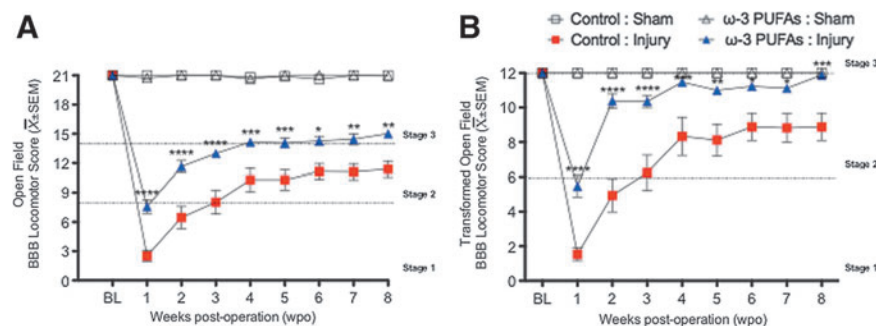 A
B
Control : Sham
ω-3 PUFAs : Sham
Control : Injury
ω-3 PUFAs : Injury
Open Field
BBB Locomotor Score (X̅±SEM)
21
18
15
12
9
6
3
0
****
****
****
***
***
*
**
**
Stage 3
Stage 2
Stage 1
BL 1 2 3 4 5 6 7 8
Weeks post-operation (wpo)
Transformed Open Field
BBB Locomotor Score (X̅±SEM)
12
10
8
6
4
2
0
****
****
****
***
**
*
*
***
Stage 3
Stage 2
Stage 1
BL 1 2 3 4 5 6 7 8
Weeks post-operation (wpo)